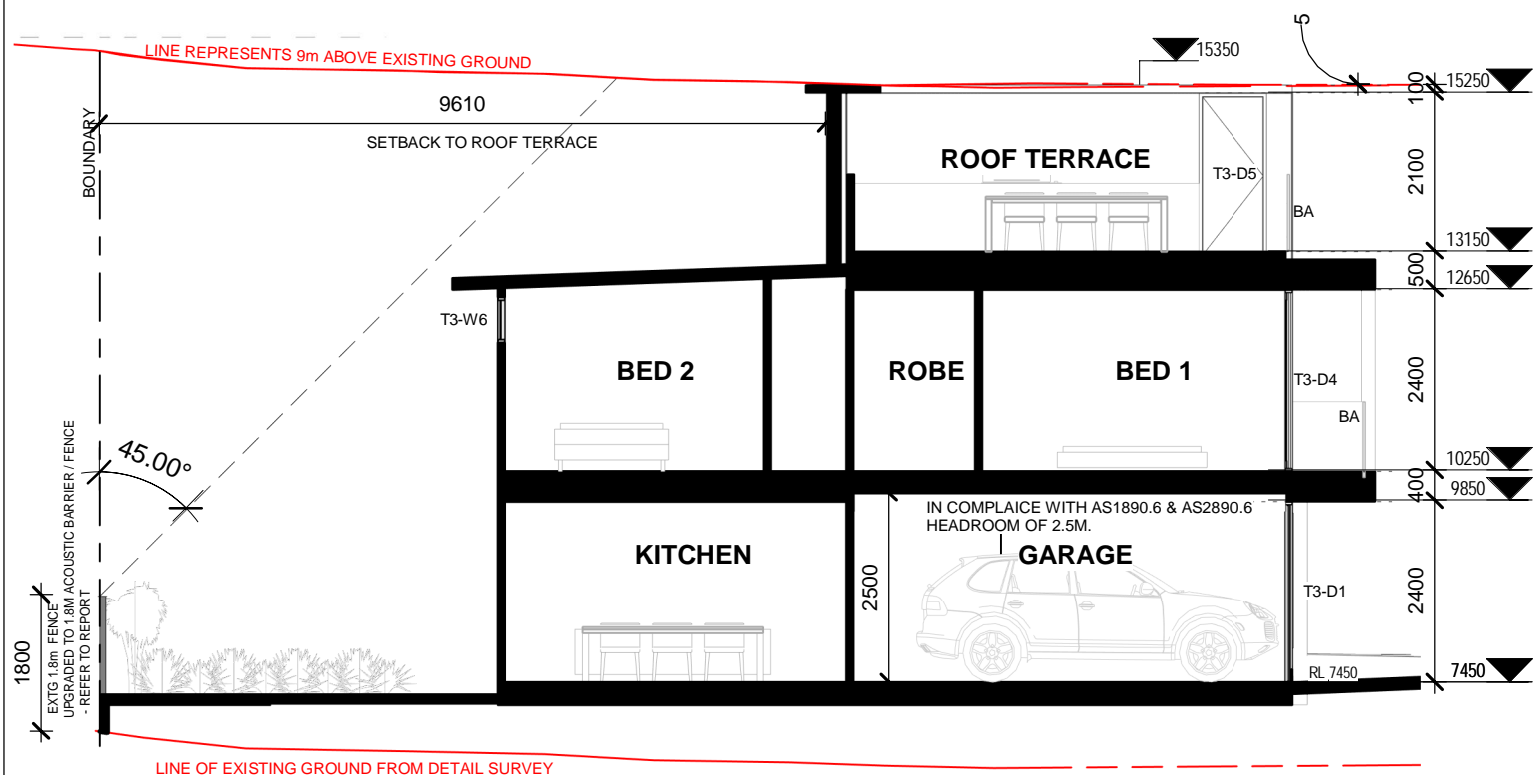 LINE REPRESENTS 9m ABOVE EXISTING GROUND
15350
5
15250
100
9610
SETBACK TO ROOF TERRACE
BOUNDARY
ROOF TERRACE
T3-D5
BA
2100
13150
500
12650
T3-W6
BED 2
ROBE
BED 1
T3-D4
BA
2400
45.00°
10250
400
9850
IN COMPLAICE WITH AS1890.6 & AS2890.6
HEADROOM OF 2.5M.
KITCHEN
GARAGE
2500
T3-D1
2400
1800
EXTG 1.8m FENCE
UPGRADED TO 1.8M ACOUSTIC BARRIER / FENCE
- REFER TO REPORT
RL 7450
7450
LINE OF EXISTING GROUND FROM DETAIL SURVEY